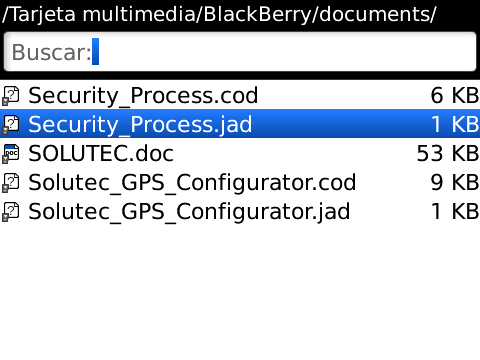 /Tarjeta multimedia/BlackBerry/documents/
Buscar:
Security_Process.cod 6 KB
Security_Process.jad 1 KB
SOLUTEC.doc 53 KB
Solutec_GPS_Configurator.cod 9 KB
Solutec_GPS_Configurator.jad 1 KB